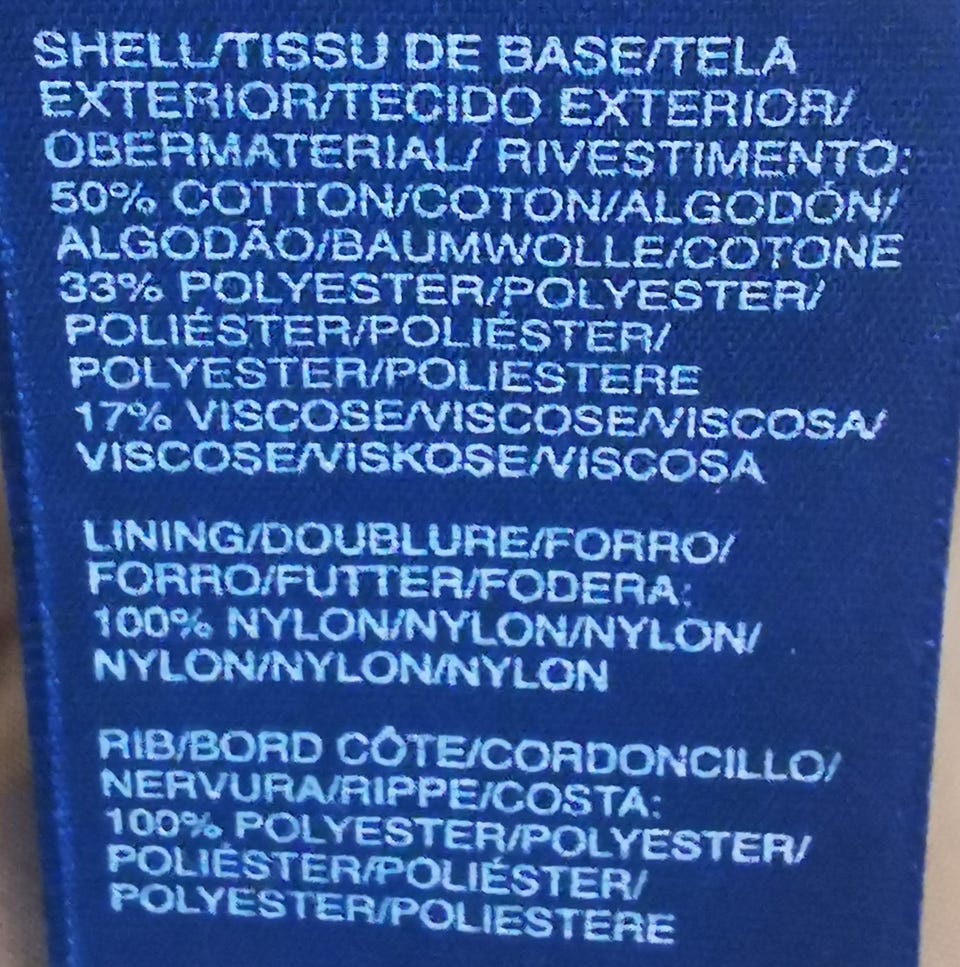 SHELL/TISSU DE BASE/TELA
EXTERIOR/TECIDO EXTERIOR/
OBERMATERIAL/ RIVESTIMENTO:
50% COTTON/COTON/ALGODÓN/
ALGODÃO/BAUMWOLLE/COTONE
33% POLYESTER/POLYESTER/
POLIÉSTER/POLIÉSTER/
POLYESTER/POLIESTERE
17% VISCOSE/VISCOSE/VISCOSA/
VISCOSE/VISKOSE/VISCOSA
LINING/DOUBLURE/FORRO/
FORRO/FUTTER/FODERA:
100% NYLON/NYLON/NYLON/
NYLON/NYLON/NYLON
RIB/BORD CÔTE/CORDONCILLO/
NERVURA/RIPPE/COSTA:
100% POLYESTER/POLYESTER/
POLIÉSTER/POLIÉSTER/
POLYESTER/POLIESTERE